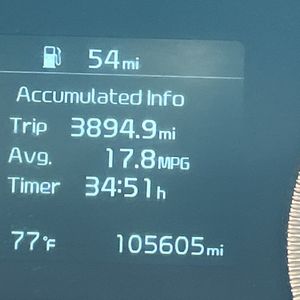 54mi
Accumulated Info
Trip 3894.9mi
Avg. 17.8MPG
Timer 34:51h
77°F 105605mi